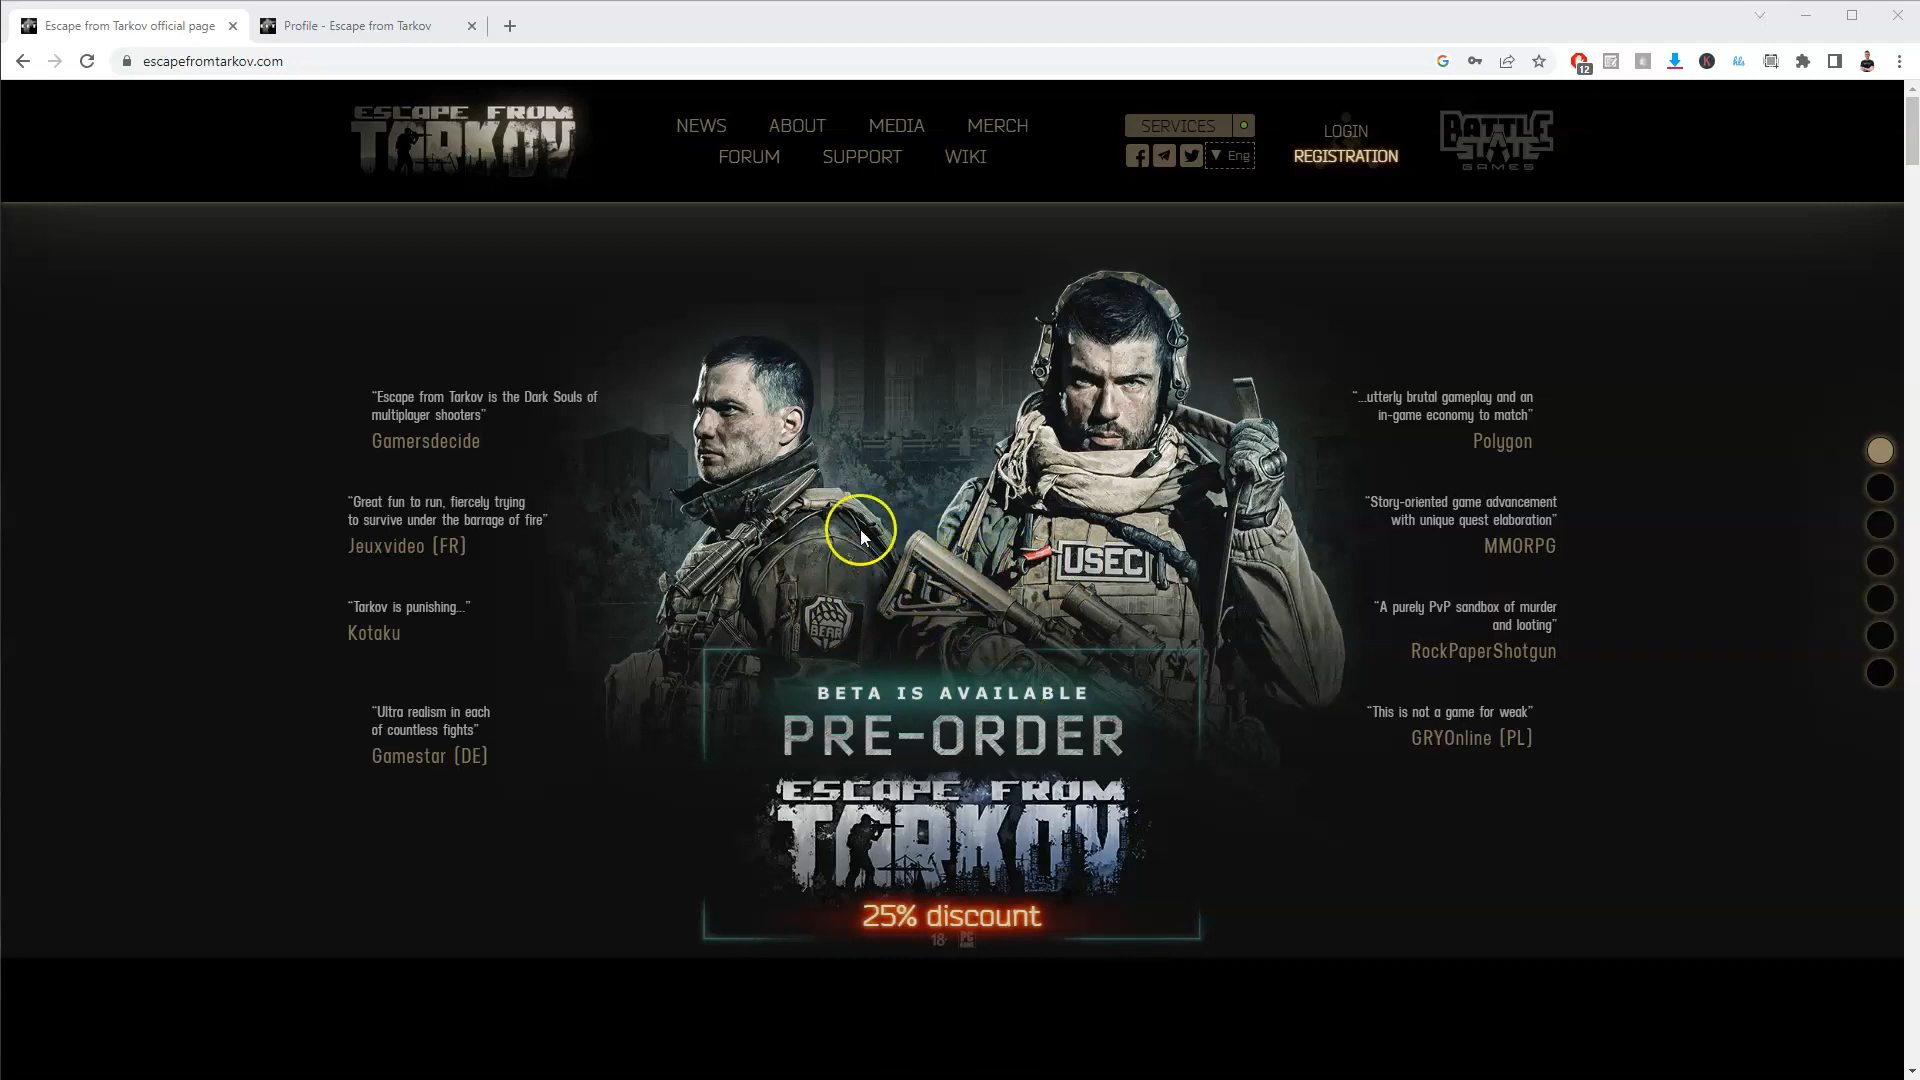 Escape from Tarkov official page
Profile - Escape from Tarkov
escapefromtarkov.com
12
ESCAPE FROM
TARKOV
NEWS ABOUT MEDIA MERCH
FORUM SUPPORT WIKI
SERVICES
▼ Eng
LOGIN
REGISTRATION
BATTLE
STATE
GAMES
“Escape from Tarkov is the Dark Souls of
multiplayer shooters”
Gamersdecide
“Great fun to run, fiercely trying
to survive under the barrage of fire”
Jeuxvideo (FR)
“Tarkov is punishing...”
Kotaku
“Ultra realism in each
of countless fights”
Gamestar (DE)
“...utterly brutal gameplay and an
in-game economy to match”
Polygon
“Story-oriented game advancement
with unique quest elaboration”
MMORPG
“A purely PvP sandbox of murder
and looting”
RockPaperShotgun
“This is not a game for weak”
GRYOnline (PL)
USEC
BEAR
BETA IS AVAILABLE
PRE-ORDER
ESCAPE FROM
TARKOV
25% discount
18+